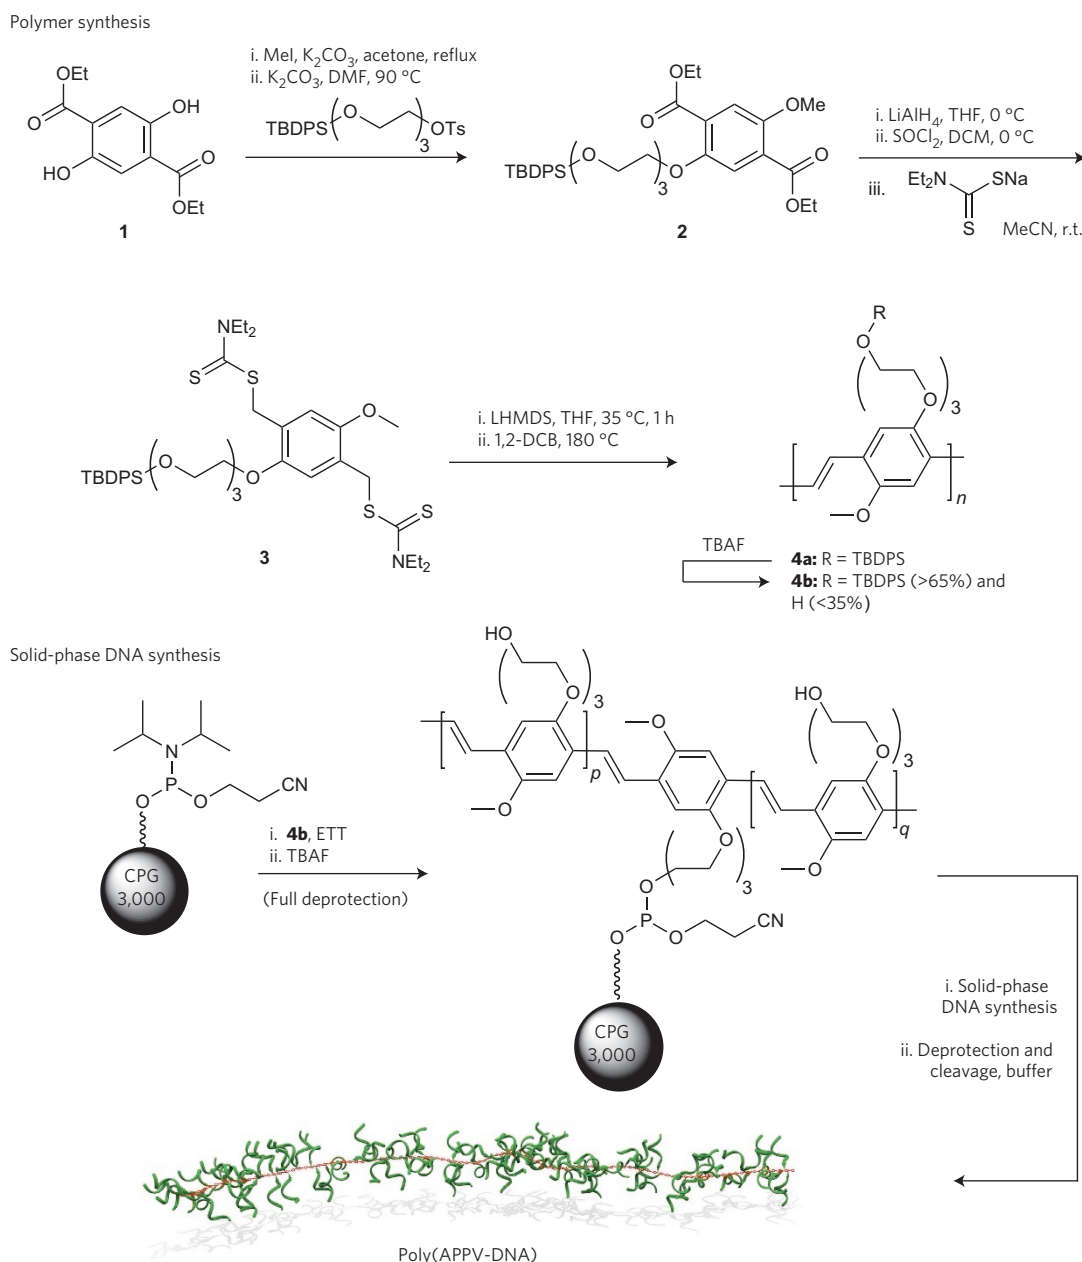 Polymer synthesis
OEt
O
OH
HO
O
OEt
1
i. MeI, K₂CO₃, acetone, reflux
ii. K₂CO₃, DMF, 90 °C
TBDPS(O)₃OTs
OEt
O
OMe
TBDPS(O)₃O
O
OEt
2
i. LiAlH₄, THF, 0 °C
ii. SOCl₂, DCM, 0 °C
iii. Et₂N SNa
S
MeCN, r.t.
NEt₂
S S
O
TBDPS(O)₃O
S S
NEt₂
3
i. LHMDS, THF, 35 °C, 1 h
ii. 1,2-DCB, 180 °C
R
O
( )₃
O
[ ]n
O
TBAF
4a: R = TBDPS
4b: R = TBDPS (>65%) and
H (<35%)
Solid-phase DNA synthesis
N
P
O O CN
CPG
3,000
i. 4b, ETT
ii. TBAF
(Full deprotection)
HO
( )₃
O
[ ]p
O
O
O
( )₃
O
P
O O CN
CPG
3,000
HO
( )₃
O
[ ]q
O
i. Solid-phase
DNA synthesis
ii. Deprotection and
cleavage, buffer
Poly(APPV-DNA)